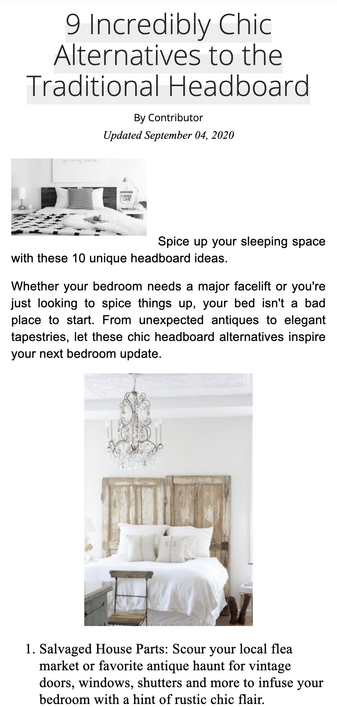 9 Incredibly Chic
Alternatives to the
Traditional Headboard
By Contributor
Updated September 04, 2020
Spice up your sleeping space
with these 10 unique headboard ideas.
Whether your bedroom needs a major facelift or you're
just looking to spice things up, your bed isn't a bad
place to start. From unexpected antiques to elegant
tapestries, let these chic headboard alternatives inspire
your next bedroom update.
1. Salvaged House Parts: Scour your local flea
market or favorite antique haunt for vintage
doors, windows, shutters and more to infuse your
bedroom with a hint of rustic chic flair.